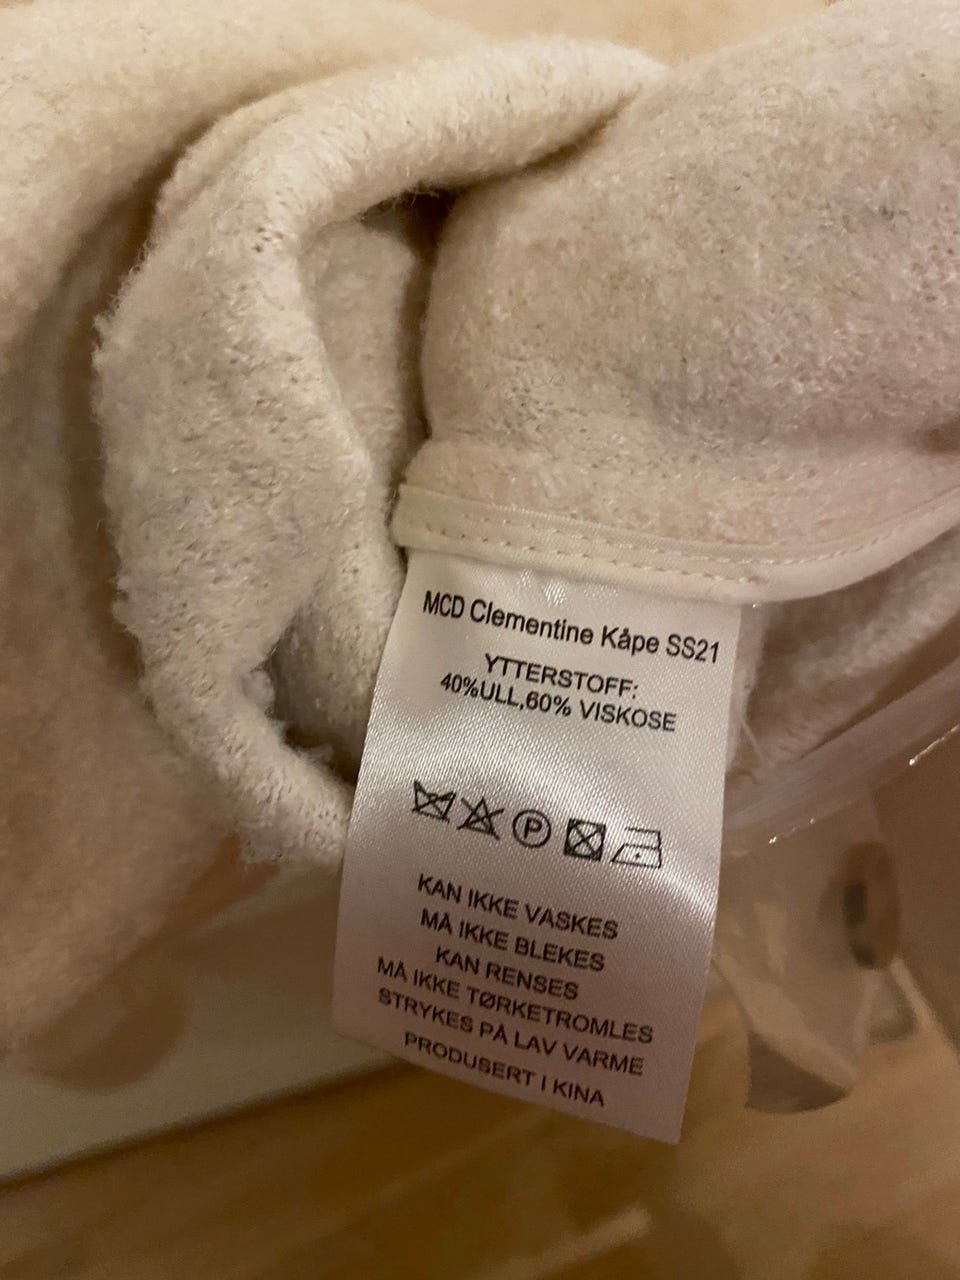 MCD Clementine Kåpe SS21
YTTERSTOFF:
40%ULL,60% VISKOSE
P
KAN IKKE VASKES
MÅ IKKE BLEKES
KAN RENSES
MÅ IKKE TØRKETROMLES
STRYKES PÅ LAV VARME
PRODUSERT I KINA